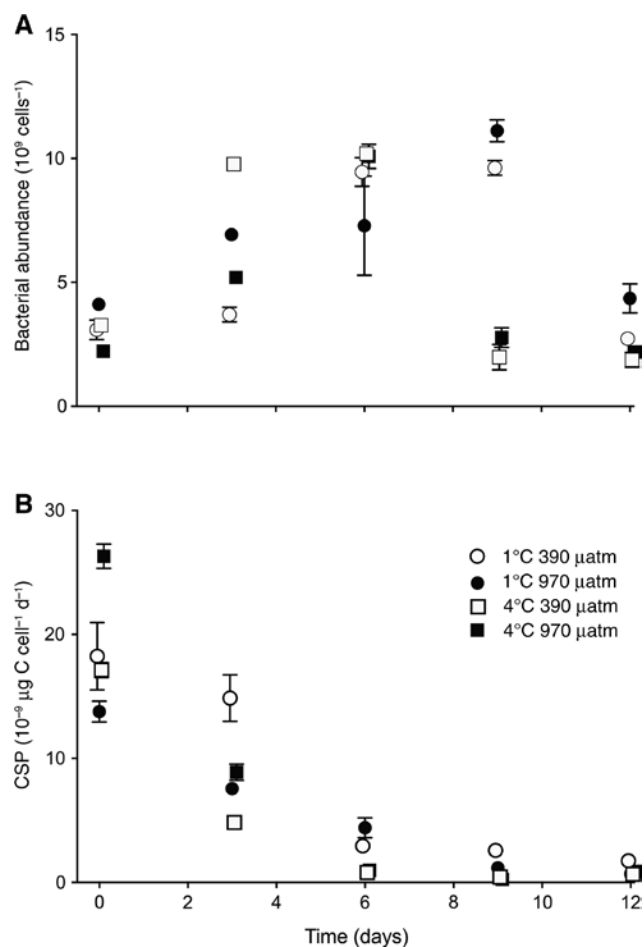 A
15
10
5
0
Bacterial abundance (10⁹ cells⁻¹)
B
30
20
10
0
CSP (10⁻⁹ µg C cell⁻¹ d⁻¹)
1°C 390 µatm
1°C 970 µatm
4°C 390 µatm
4°C 970 µatm
0 2 4 6 8 10 12
Time (days)